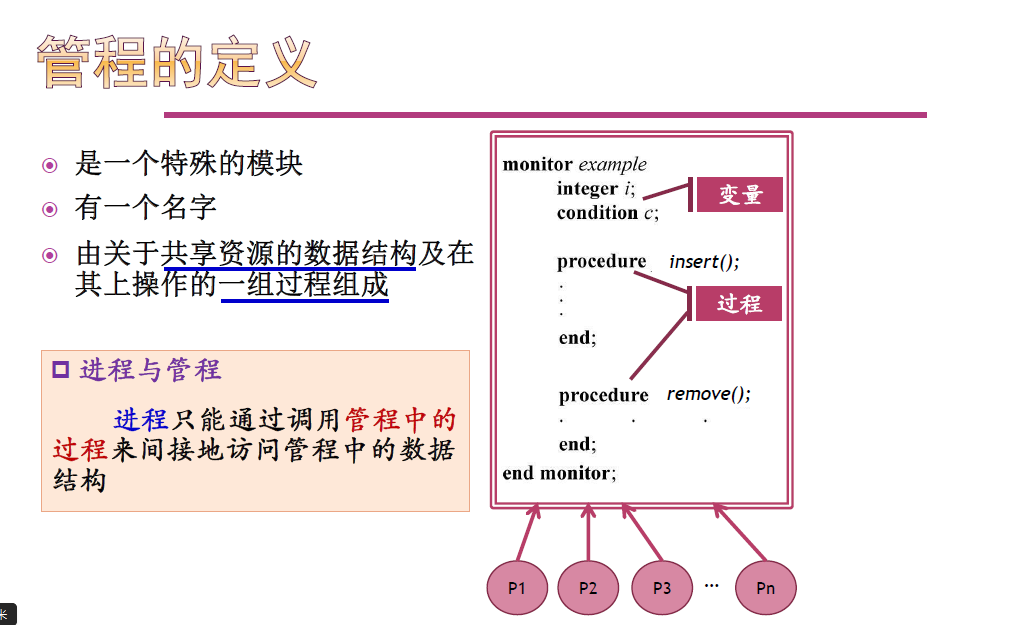 管程的定义
是一个特殊的模块
有一个名字
由关于共享资源的数据结构及在
其上操作的一组过程组成
进程与管程
进程只能通过调用管程中的
过程来间接地访问管程中的数据
结构
monitor example
integer i;
condition c;
变量
procedure insert();
.
.
.
过程
end;
procedure remove();
. . .
end;
end monitor;
P1 P2 P3 ... Pn
米